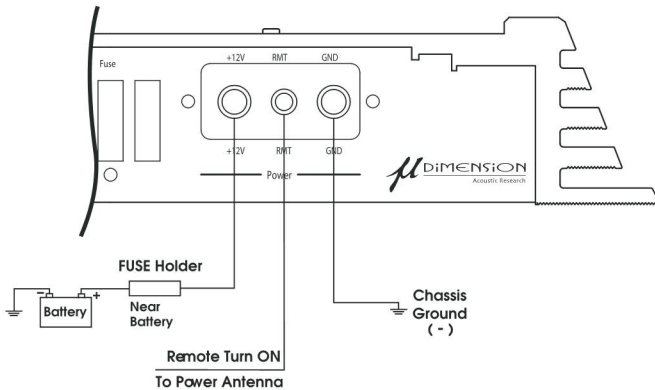 Fuse
+12V RMT GND
+12V RMT GND
Power
µ DiMENSiON
Acoustic Research
FUSE Holder
- +
Battery
Near
Battery
Chassis
Ground
( - )
Remote Turn ON
To Power Antenna